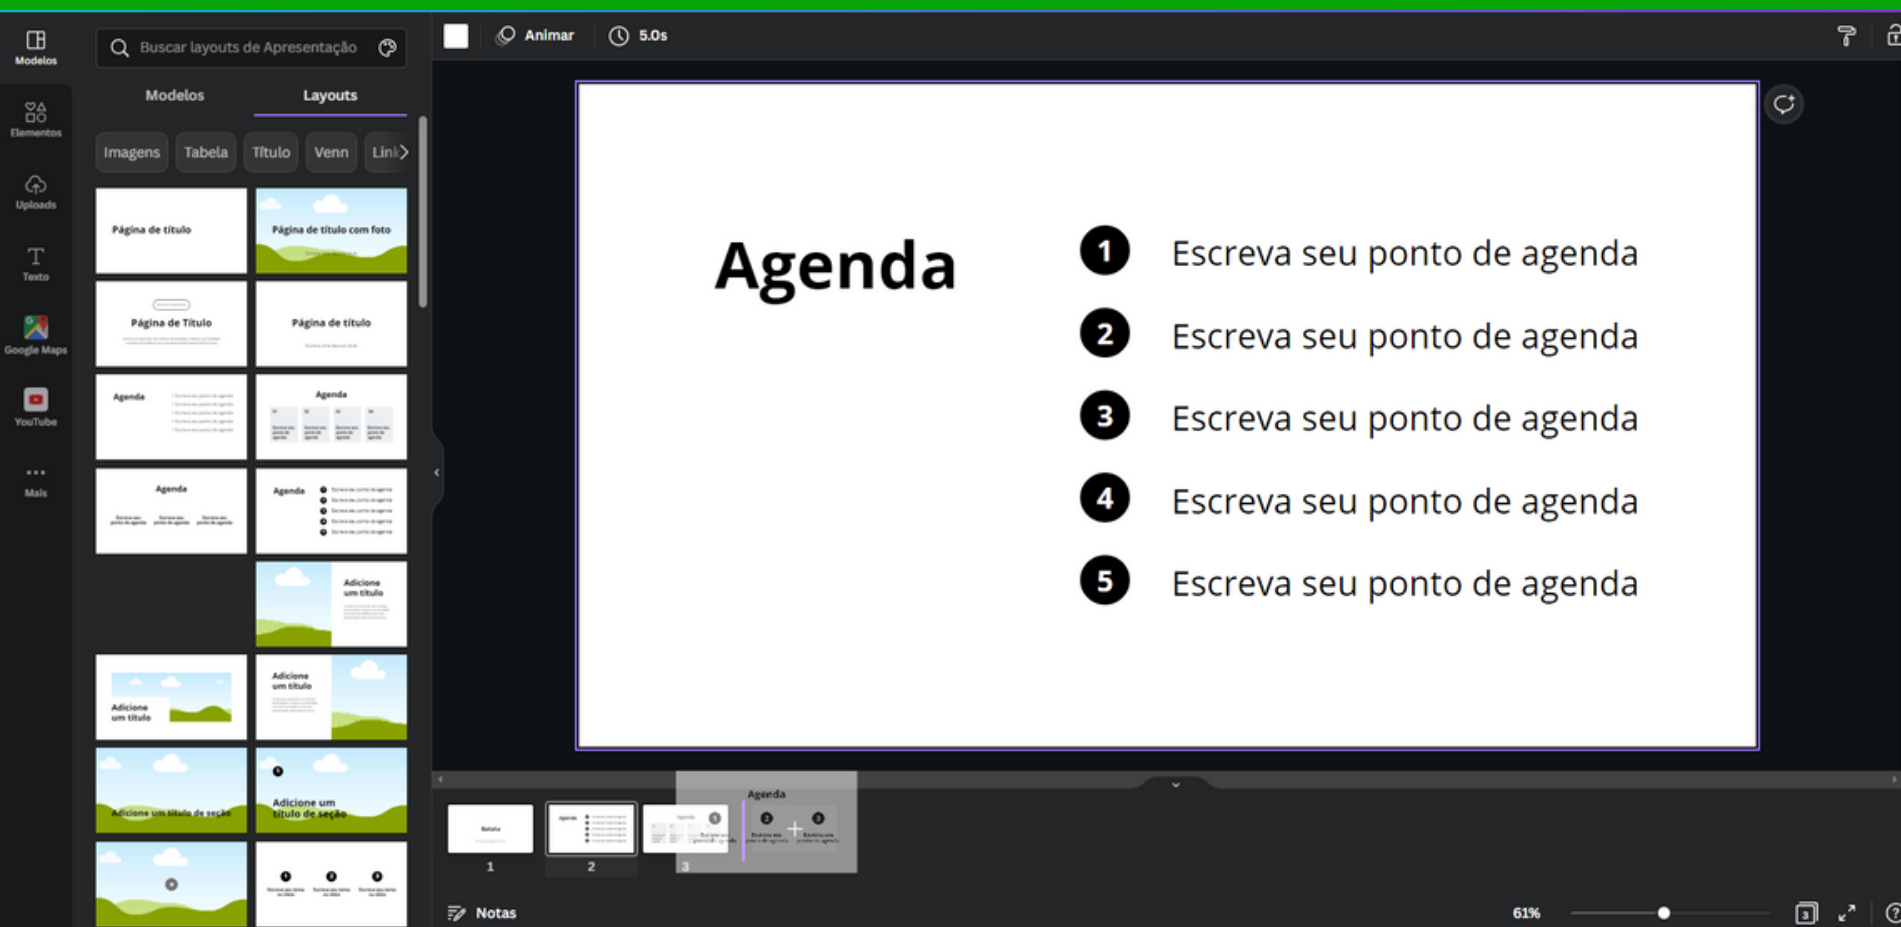 Modelos
Elementos
Uploads
Texto
Google Maps
YouTube
Mais
Buscar layouts de Apresentação
Modelos
Layouts
Imagens
Tabela
Título
Venn
Link
Página de título
Página de título com foto
Página de Título
Página de título
Agenda
Agenda
Agenda
Agenda
Adicione
um título
Adicione
um título
Adicione
um título
Adicione um título de seção
Adicione um
título de seção
Animar
5.0s
Agenda
1 Escreva seu ponto de agenda
2 Escreva seu ponto de agenda
3 Escreva seu ponto de agenda
4 Escreva seu ponto de agenda
5 Escreva seu ponto de agenda
Agenda
1
2
3
1
2
3
Notas
61%
3